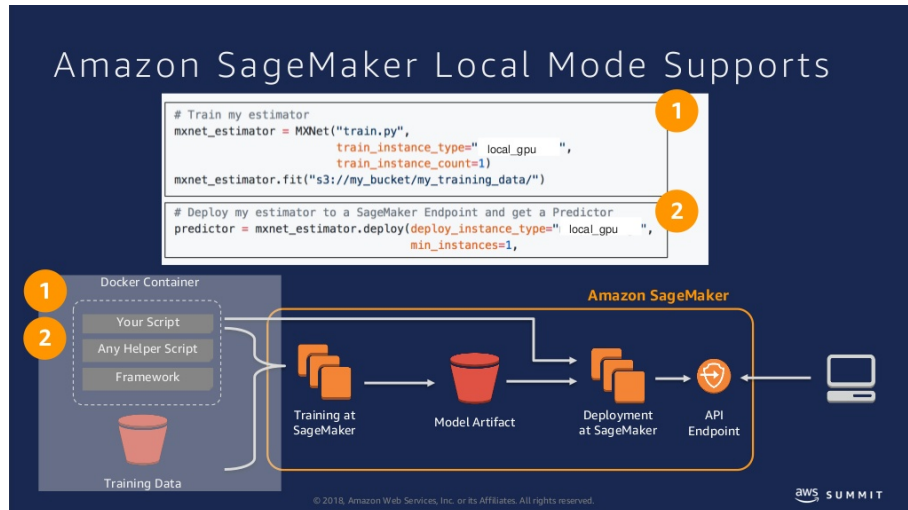 Amazon SageMaker Local Mode Supports
1
# Train my estimator
mxnet_estimator = MXNet("train.py",
train_instance_type=" local_gpu ",
train_instance_count=1)
mxnet_estimator.fit("s3://my_bucket/my_training_data/")
2
# Deploy my estimator to a SageMaker Endpoint and get a Predictor
predictor = mxnet_estimator.deploy(deploy_instance_type=" local_gpu ",
min_instances=1,
1
2
Docker Container
Your Script
Any Helper Script
Framework
Training Data
Amazon SageMaker
Training at
SageMaker
Model Artifact
Deployment
at SageMaker
API
Endpoint
© 2018, Amazon Web Services, Inc. or its Affiliates. All rights reserved.
aws SUMMIT